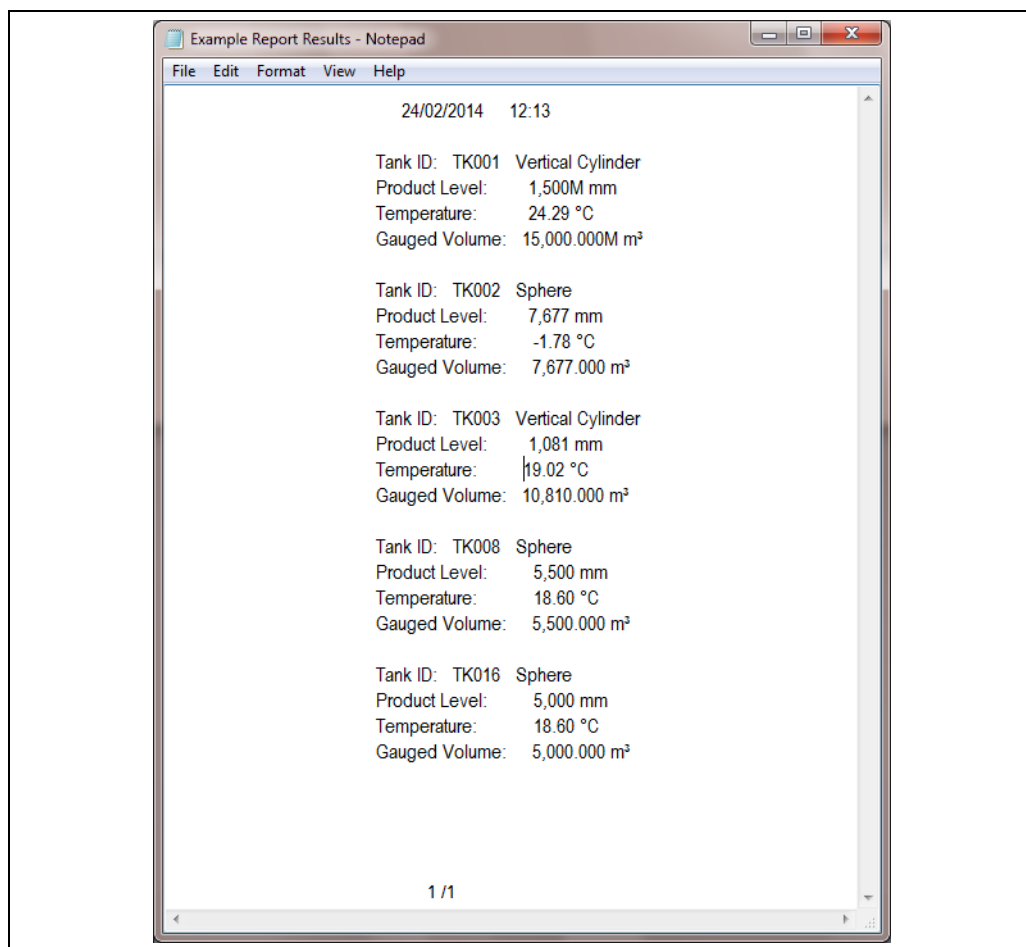 Example Report Results - Notepad
File Edit Format View Help
24/02/2014 12:13
Tank ID: TK001 Vertical Cylinder
Product Level: 1,500M mm
Temperature: 24.29 °C
Gauged Volume: 15,000.000M m³
Tank ID: TK002 Sphere
Product Level: 7,677 mm
Temperature: -1.78 °C
Gauged Volume: 7,677.000 m³
Tank ID: TK003 Vertical Cylinder
Product Level: 1,081 mm
Temperature: 19.02 °C
Gauged Volume: 10,810.000 m³
Tank ID: TK008 Sphere
Product Level: 5,500 mm
Temperature: 18.60 °C
Gauged Volume: 5,500.000 m³
Tank ID: TK016 Sphere
Product Level: 5,000 mm
Temperature: 18.60 °C
Gauged Volume: 5,000.000 m³
1 /1